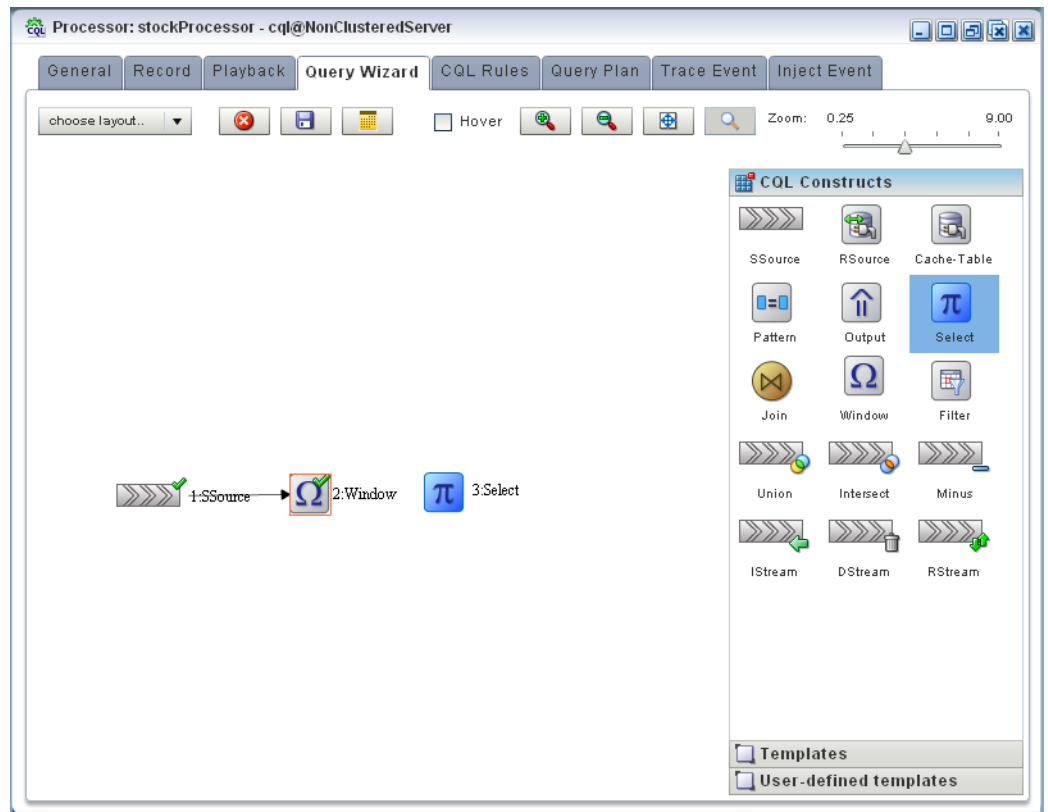 CQL Processor: stockProcessor - cql@NonClusteredServer
General Record Playback Query Wizard CQL Rules Query Plan Trace Event Inject Event
choose layout.. Hover Zoom: 0.25 9.00
CQL Constructs
SSource RSource Cache-Table
π
Pattern Output Select
Ω
Join Window Filter
Union Intersect Minus
IStream DStream RStream
1:SSource Ω 2:Window π 3:Select
Templates
User-defined templates